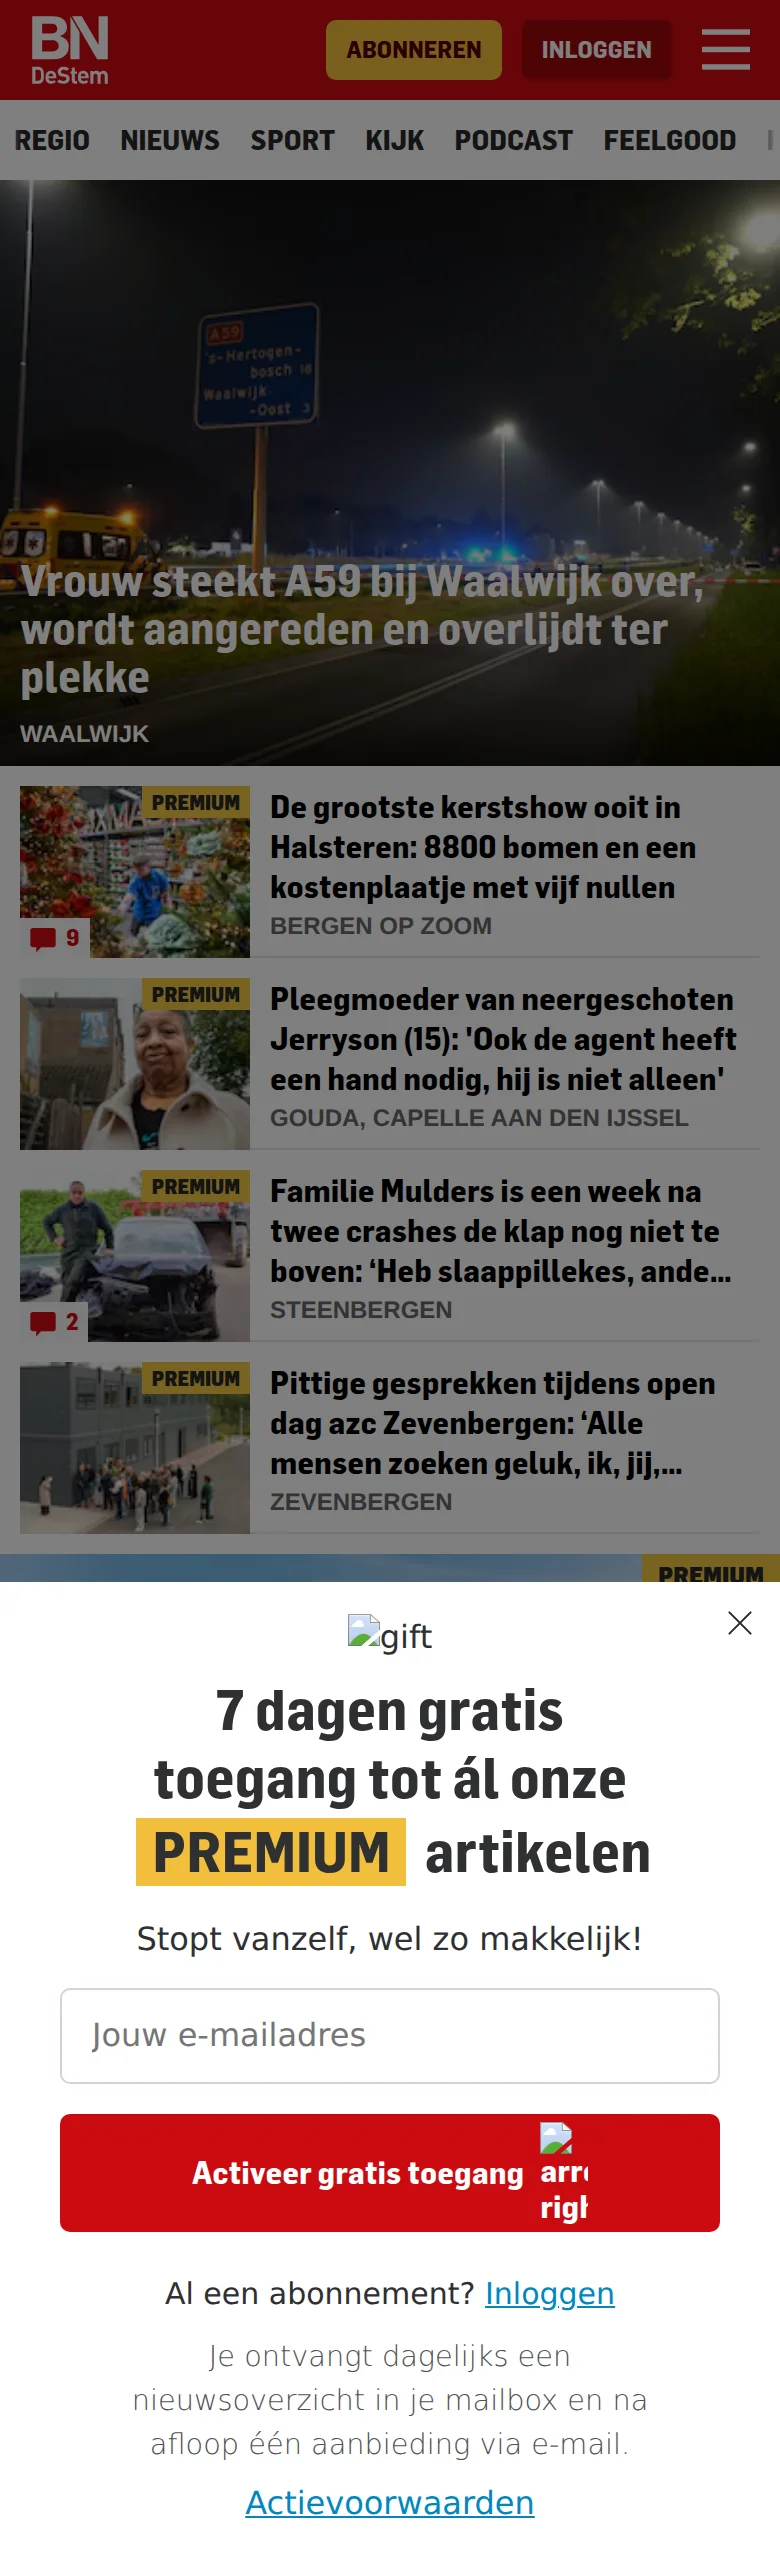 BN
DeStem
ABONNEREN
INLOGGEN
REGIO NIEUWS SPORT KIJK PODCAST FEELGOOD
A59
's-Hertogen-
bosch 18
Waalwijk
-Oost 3
Vrouw steekt A59 bij Waalwijk over,
wordt aangereden en overlijdt ter
plekke
WAALWIJK
PREMIUM
9
De grootste kerstshow ooit in
Halsteren: 8800 bomen en een
kostenplaatje met vijf nullen
BERGEN OP ZOOM
PREMIUM
Pleegmoeder van neergeschoten
Jerryson (15): 'Ook de agent heeft
een hand nodig, hij is niet alleen'
GOUDA, CAPELLE AAN DEN IJSSEL
PREMIUM
2
Familie Mulders is een week na
twee crashes de klap nog niet te
boven: ‘Heb slaappillekes, ande...
STEENBERGEN
PREMIUM
Pittige gesprekken tijdens open
dag azc Zevenbergen: ‘Alle
mensen zoeken geluk, ik, jij,...
ZEVENBERGEN
PREMIUM
gift
7 dagen gratis
toegang tot ál onze
PREMIUM artikelen
Stopt vanzelf, wel zo makkelijk!
Jouw e-mailadres
Activeer gratis toegang
Al een abonnement? Inloggen
Je ontvangt dagelijks een
nieuwsoverzicht in je mailbox en na
afloop één aanbieding via e-mail.
Actievoorwaarden